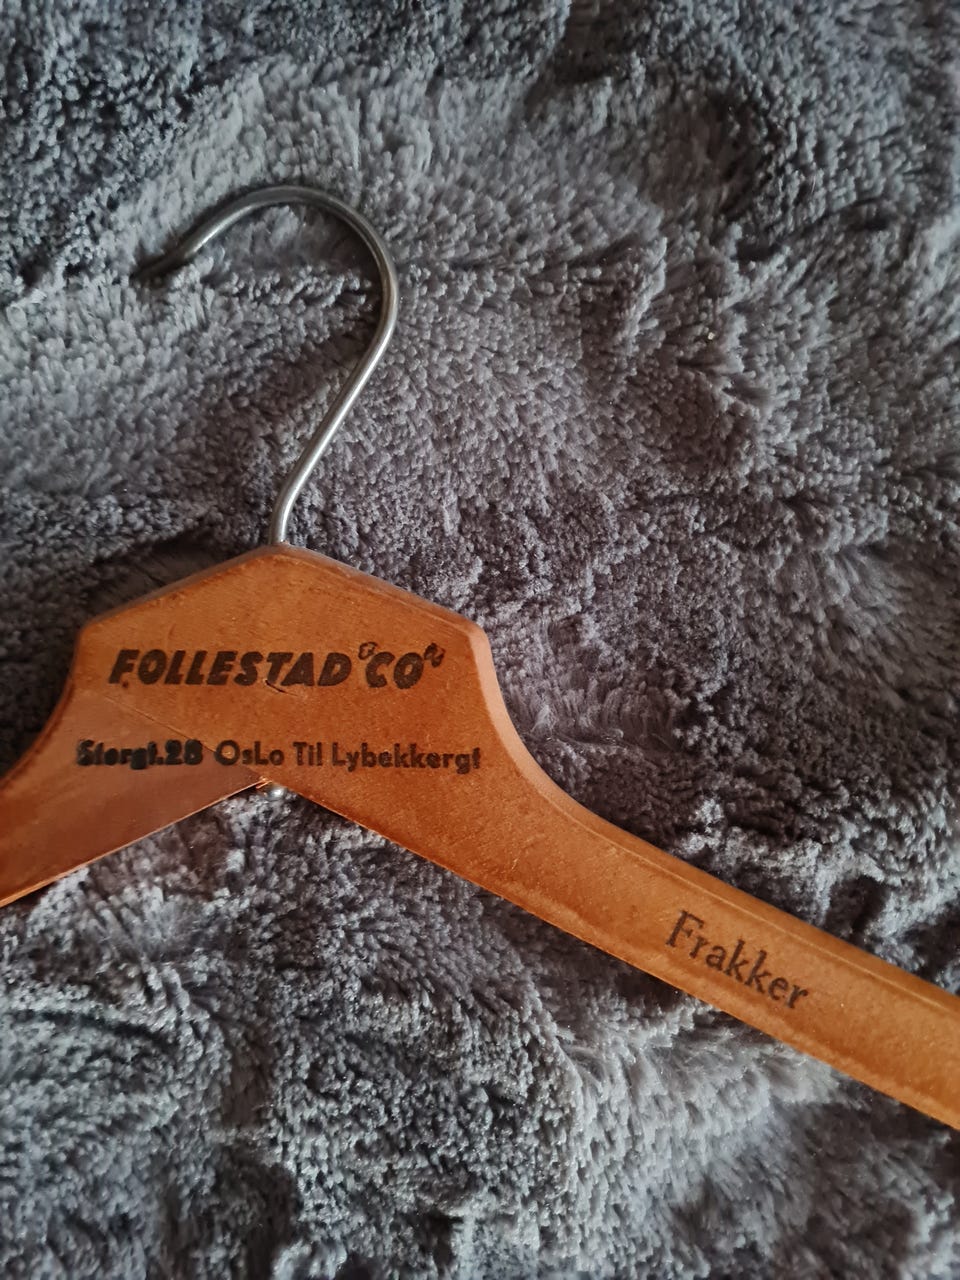 FOLLESTAD & CO A/S
Storgt.28 OsLo Til Lybekkergt
Frakker